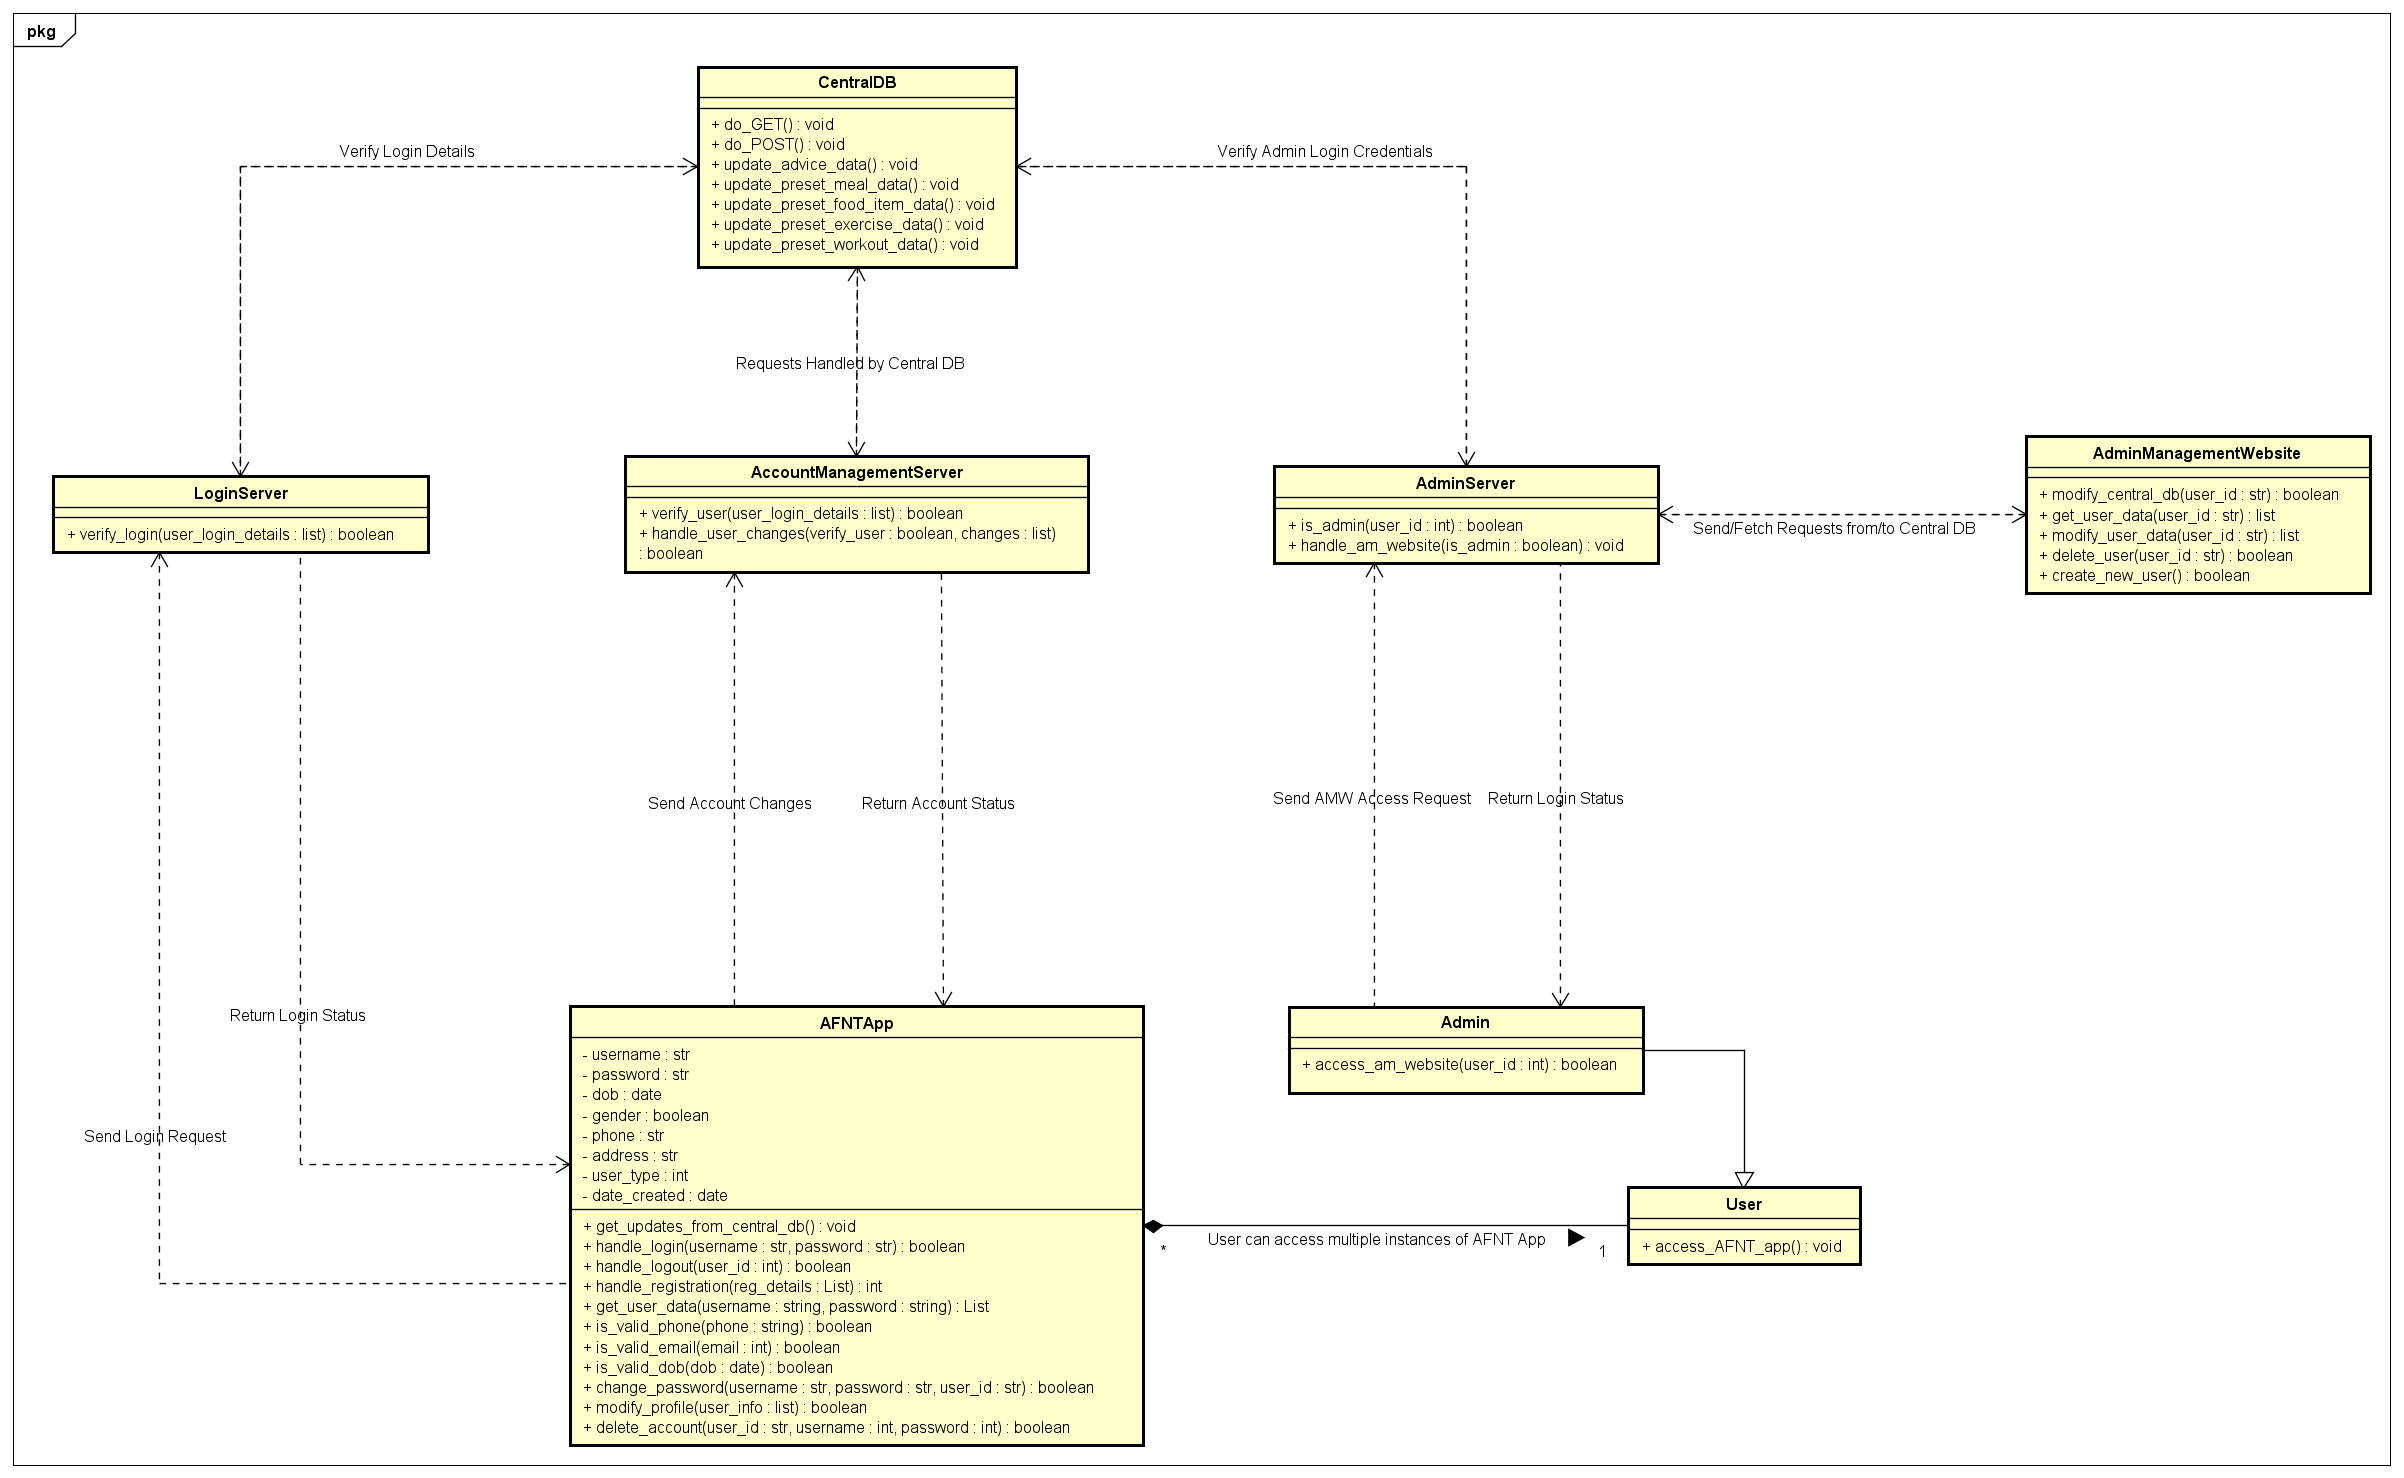 pkg
CentralDB
+ do_GET() : void
+ do_POST() : void
+ update_advice_data() : void
+ update_preset_meal_data() : void
+ update_preset_food_item_data() : void
+ update_preset_exercise_data() : void
+ update_preset_workout_data() : void
Verify Login Details
Verify Admin Login Credentials
Requests Handled by Central DB
LoginServer
+ verify_login(user_login_details : list) : boolean
AccountManagementServer
+ verify_user(user_login_details : list) : boolean
+ handle_user_changes(verify_user : boolean, changes : list)
: boolean
AdminServer
+ is_admin(user_id : int) : boolean
+ handle_am_website(is_admin : boolean) : void
Send/Fetch Requests from/to Central DB
AdminManagementWebsite
+ modify_central_db(user_id : str) : boolean
+ get_user_data(user_id : str) : list
+ modify_user_data(user_id : str) : list
+ delete_user(user_id : str) : boolean
+ create_new_user() : boolean
Send Account Changes
Return Account Status
Send AMW Access Request
Return Login Status
Return Login Status
Send Login Request
AFNTApp
- username : str
- password : str
- dob : date
- gender : boolean
- phone : str
- address : str
- user_type : int
- date_created : date
+ get_updates_from_central_db() : void
+ handle_login(username : str, password : str) : boolean
+ handle_logout(user_id : int) : boolean
+ handle_registration(reg_details : List) : int
+ get_user_data(username : string, password : string) : List
+ is_valid_phone(phone : string) : boolean
+ is_valid_email(email : int) : boolean
+ is_valid_dob(dob : date) : boolean
+ change_password(username : str, password : str, user_id : str) : boolean
+ modify_profile(user_info : list) : boolean
+ delete_account(user_id : str, username : int, password : int) : boolean
Admin
+ access_am_website(user_id : int) : boolean
User
+ access_AFNT_app() : void
* User can access multiple instances of AFNT App 1